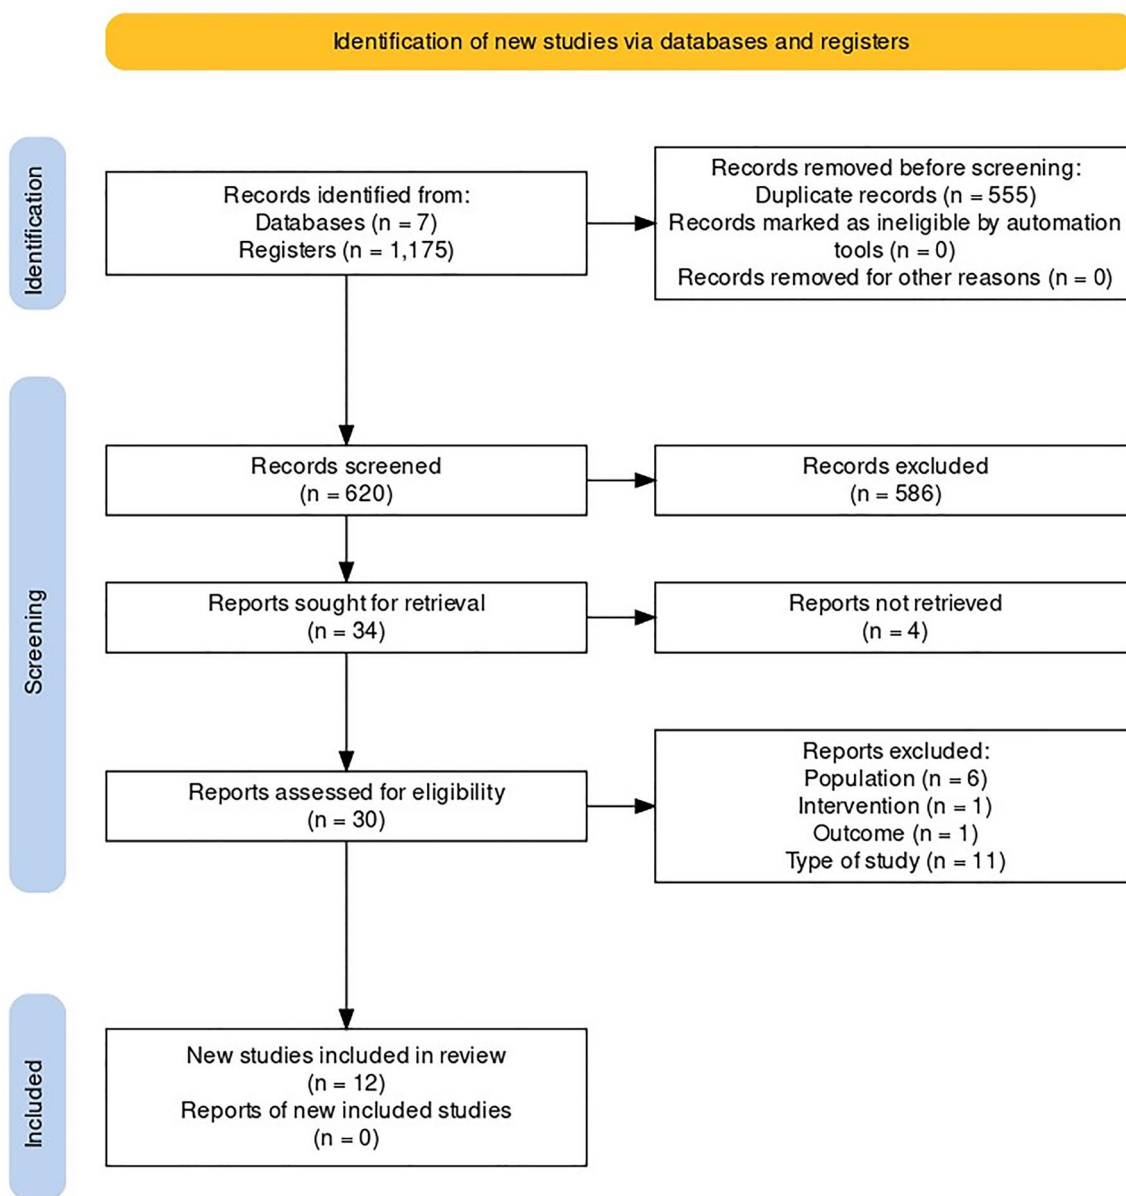 Identification of new studies via databases and registers
Identification
Records identified from:
Databases (n = 7)
Registers (n = 1,175)
Records removed before screening:
Duplicate records (n = 555)
Records marked as ineligible by automation
tools (n = 0)
Records removed for other reasons (n = 0)
Screening
Records screened
(n = 620)
Records excluded
(n = 586)
Reports sought for retrieval
(n = 34)
Reports not retrieved
(n = 4)
Reports assessed for eligibility
(n = 30)
Reports excluded:
Population (n = 6)
Intervention (n = 1)
Outcome (n = 1)
Type of study (n = 11)
Included
New studies included in review
(n = 12)
Reports of new included studies
(n = 0)